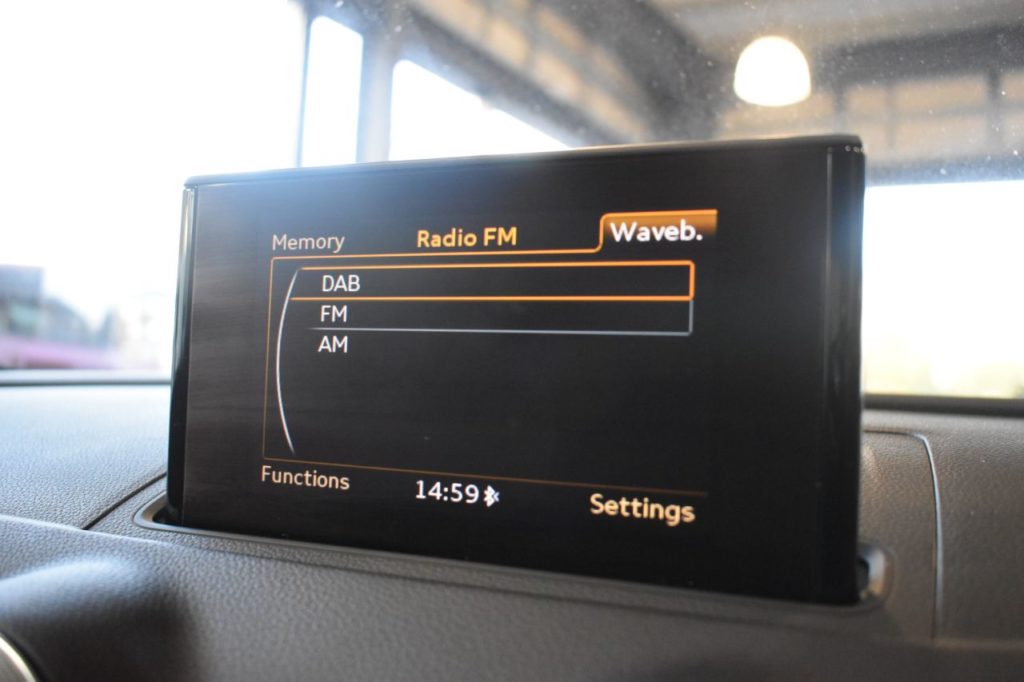 Memory Radio FM Waveb.
DAB
FM
AM
Functions 14:59 Settings